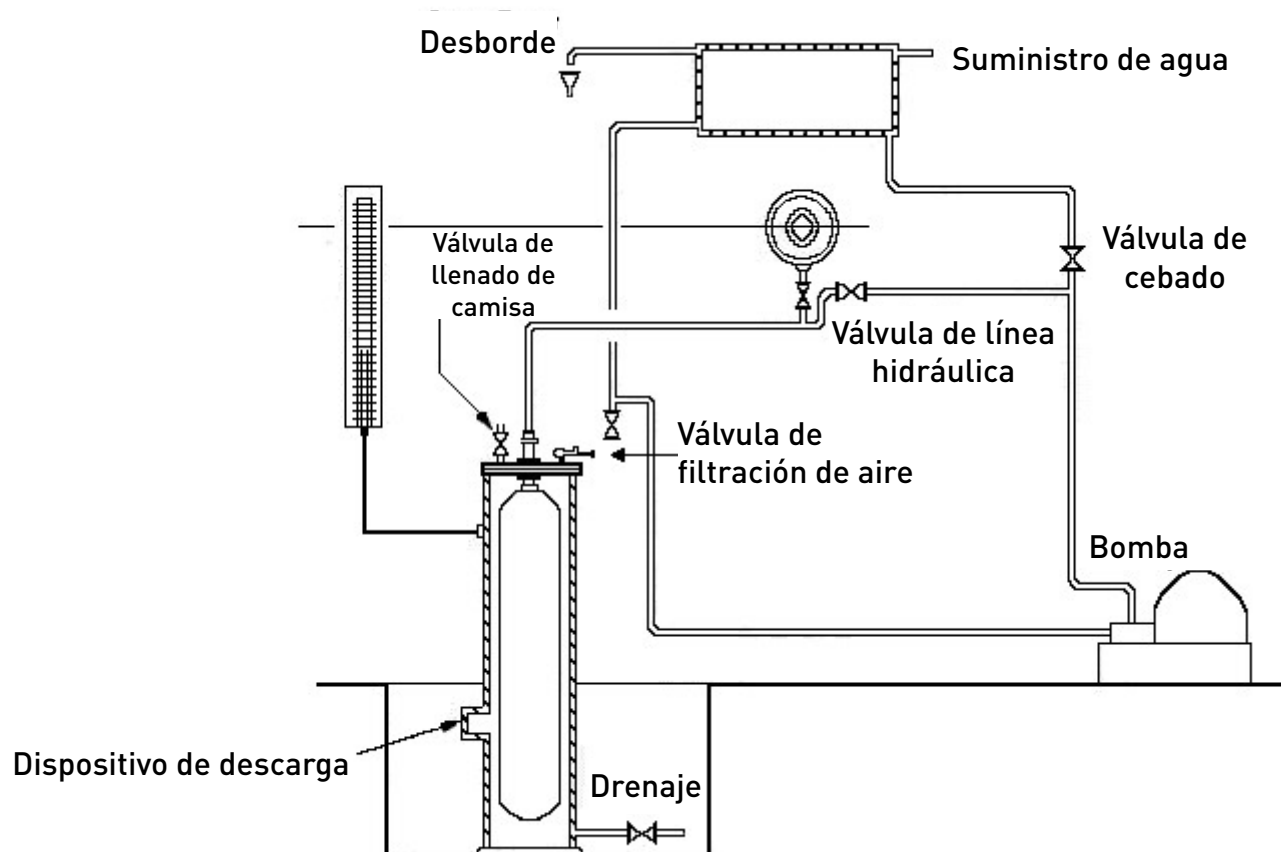 Desborde
Suministro de agua
Válvula de
llenado de
camisa
Válvula de
cebado
Válvula de línea
hidráulica
Válvula de
filtración de aire
Bomba
Dispositivo de descarga
Drenaje